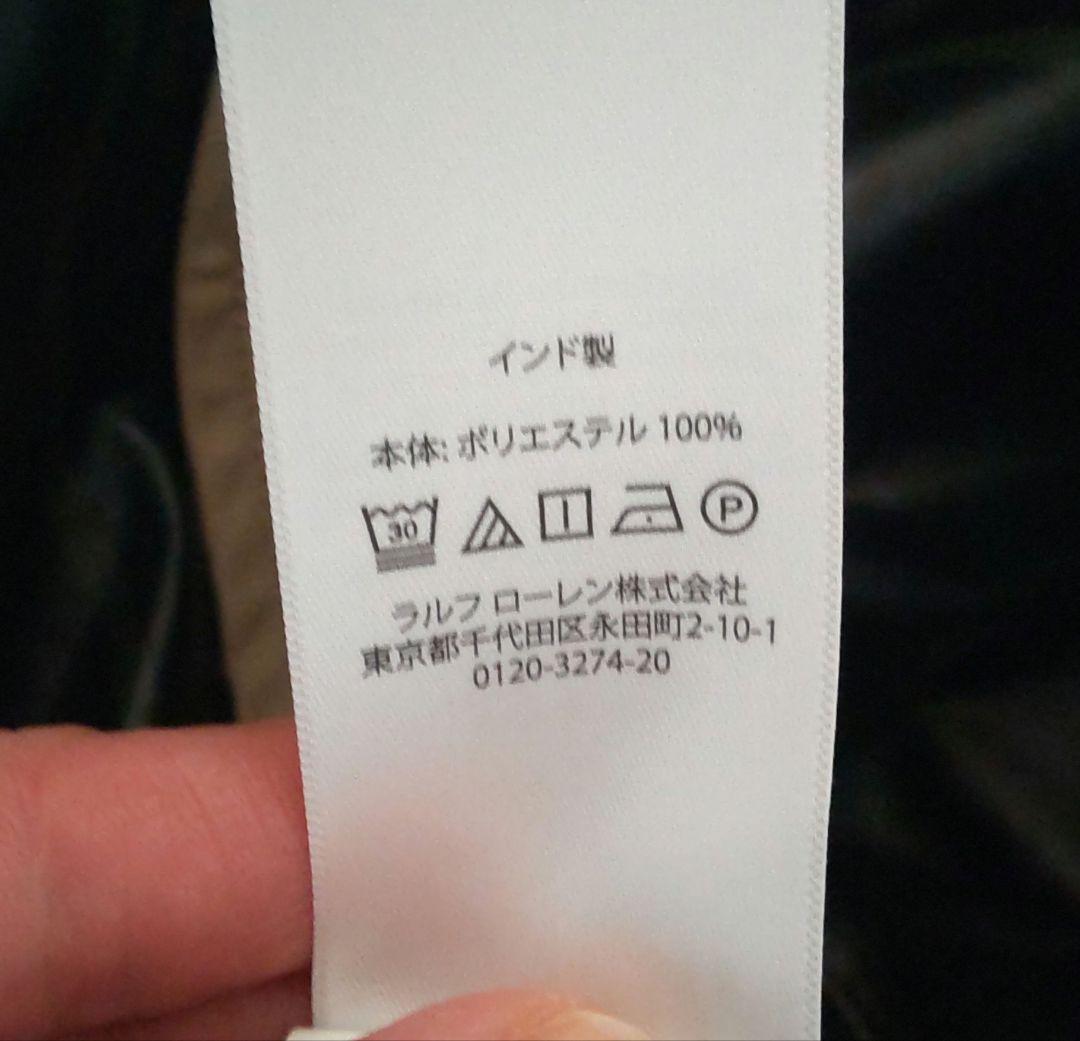 インド製
本体: ポリエステル 100%
30 P
ラルフ ローレン株式会社
東京都千代田区永田町2-10-1
0120-3274-20